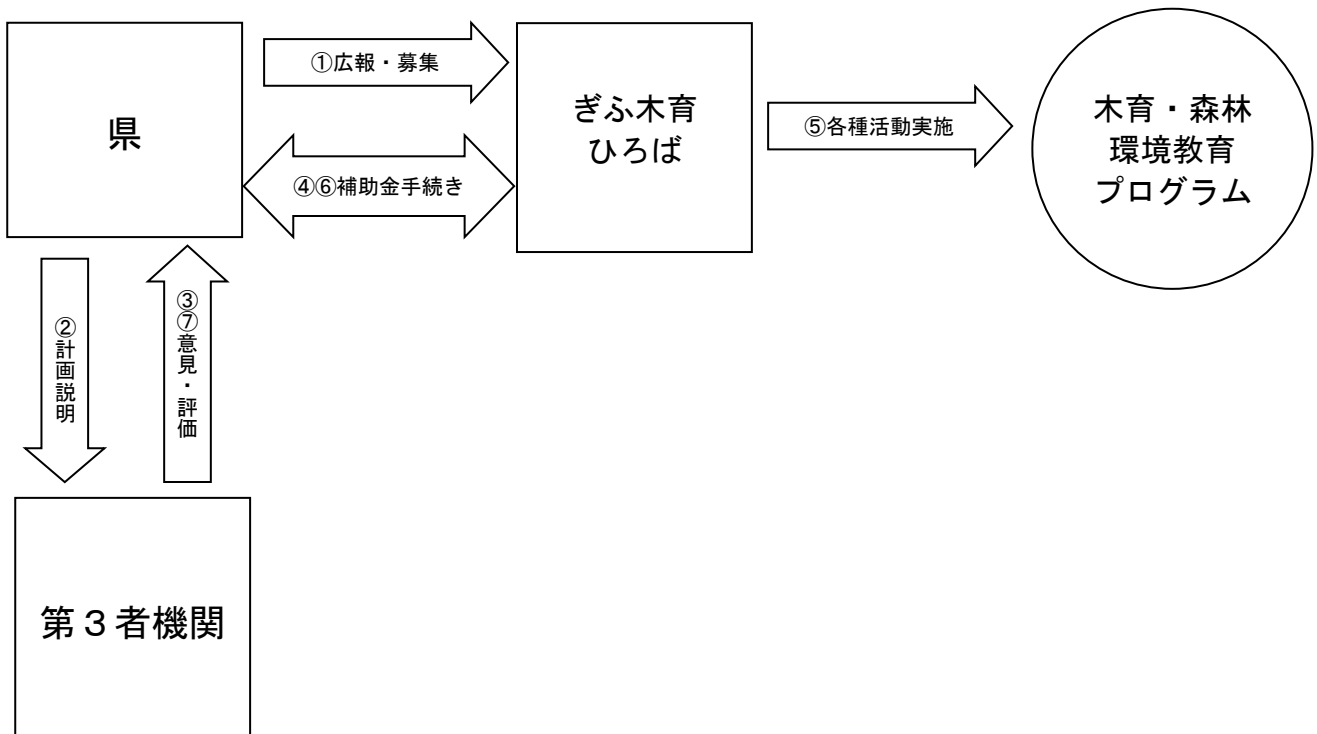 県
①広報・募集
④⑥補助金手続き
ぎふ木育
ひろば
⑤各種活動実施
木育・森林
環境教育
プログラム
②計画説明
③⑦意見・評価
第３者機関